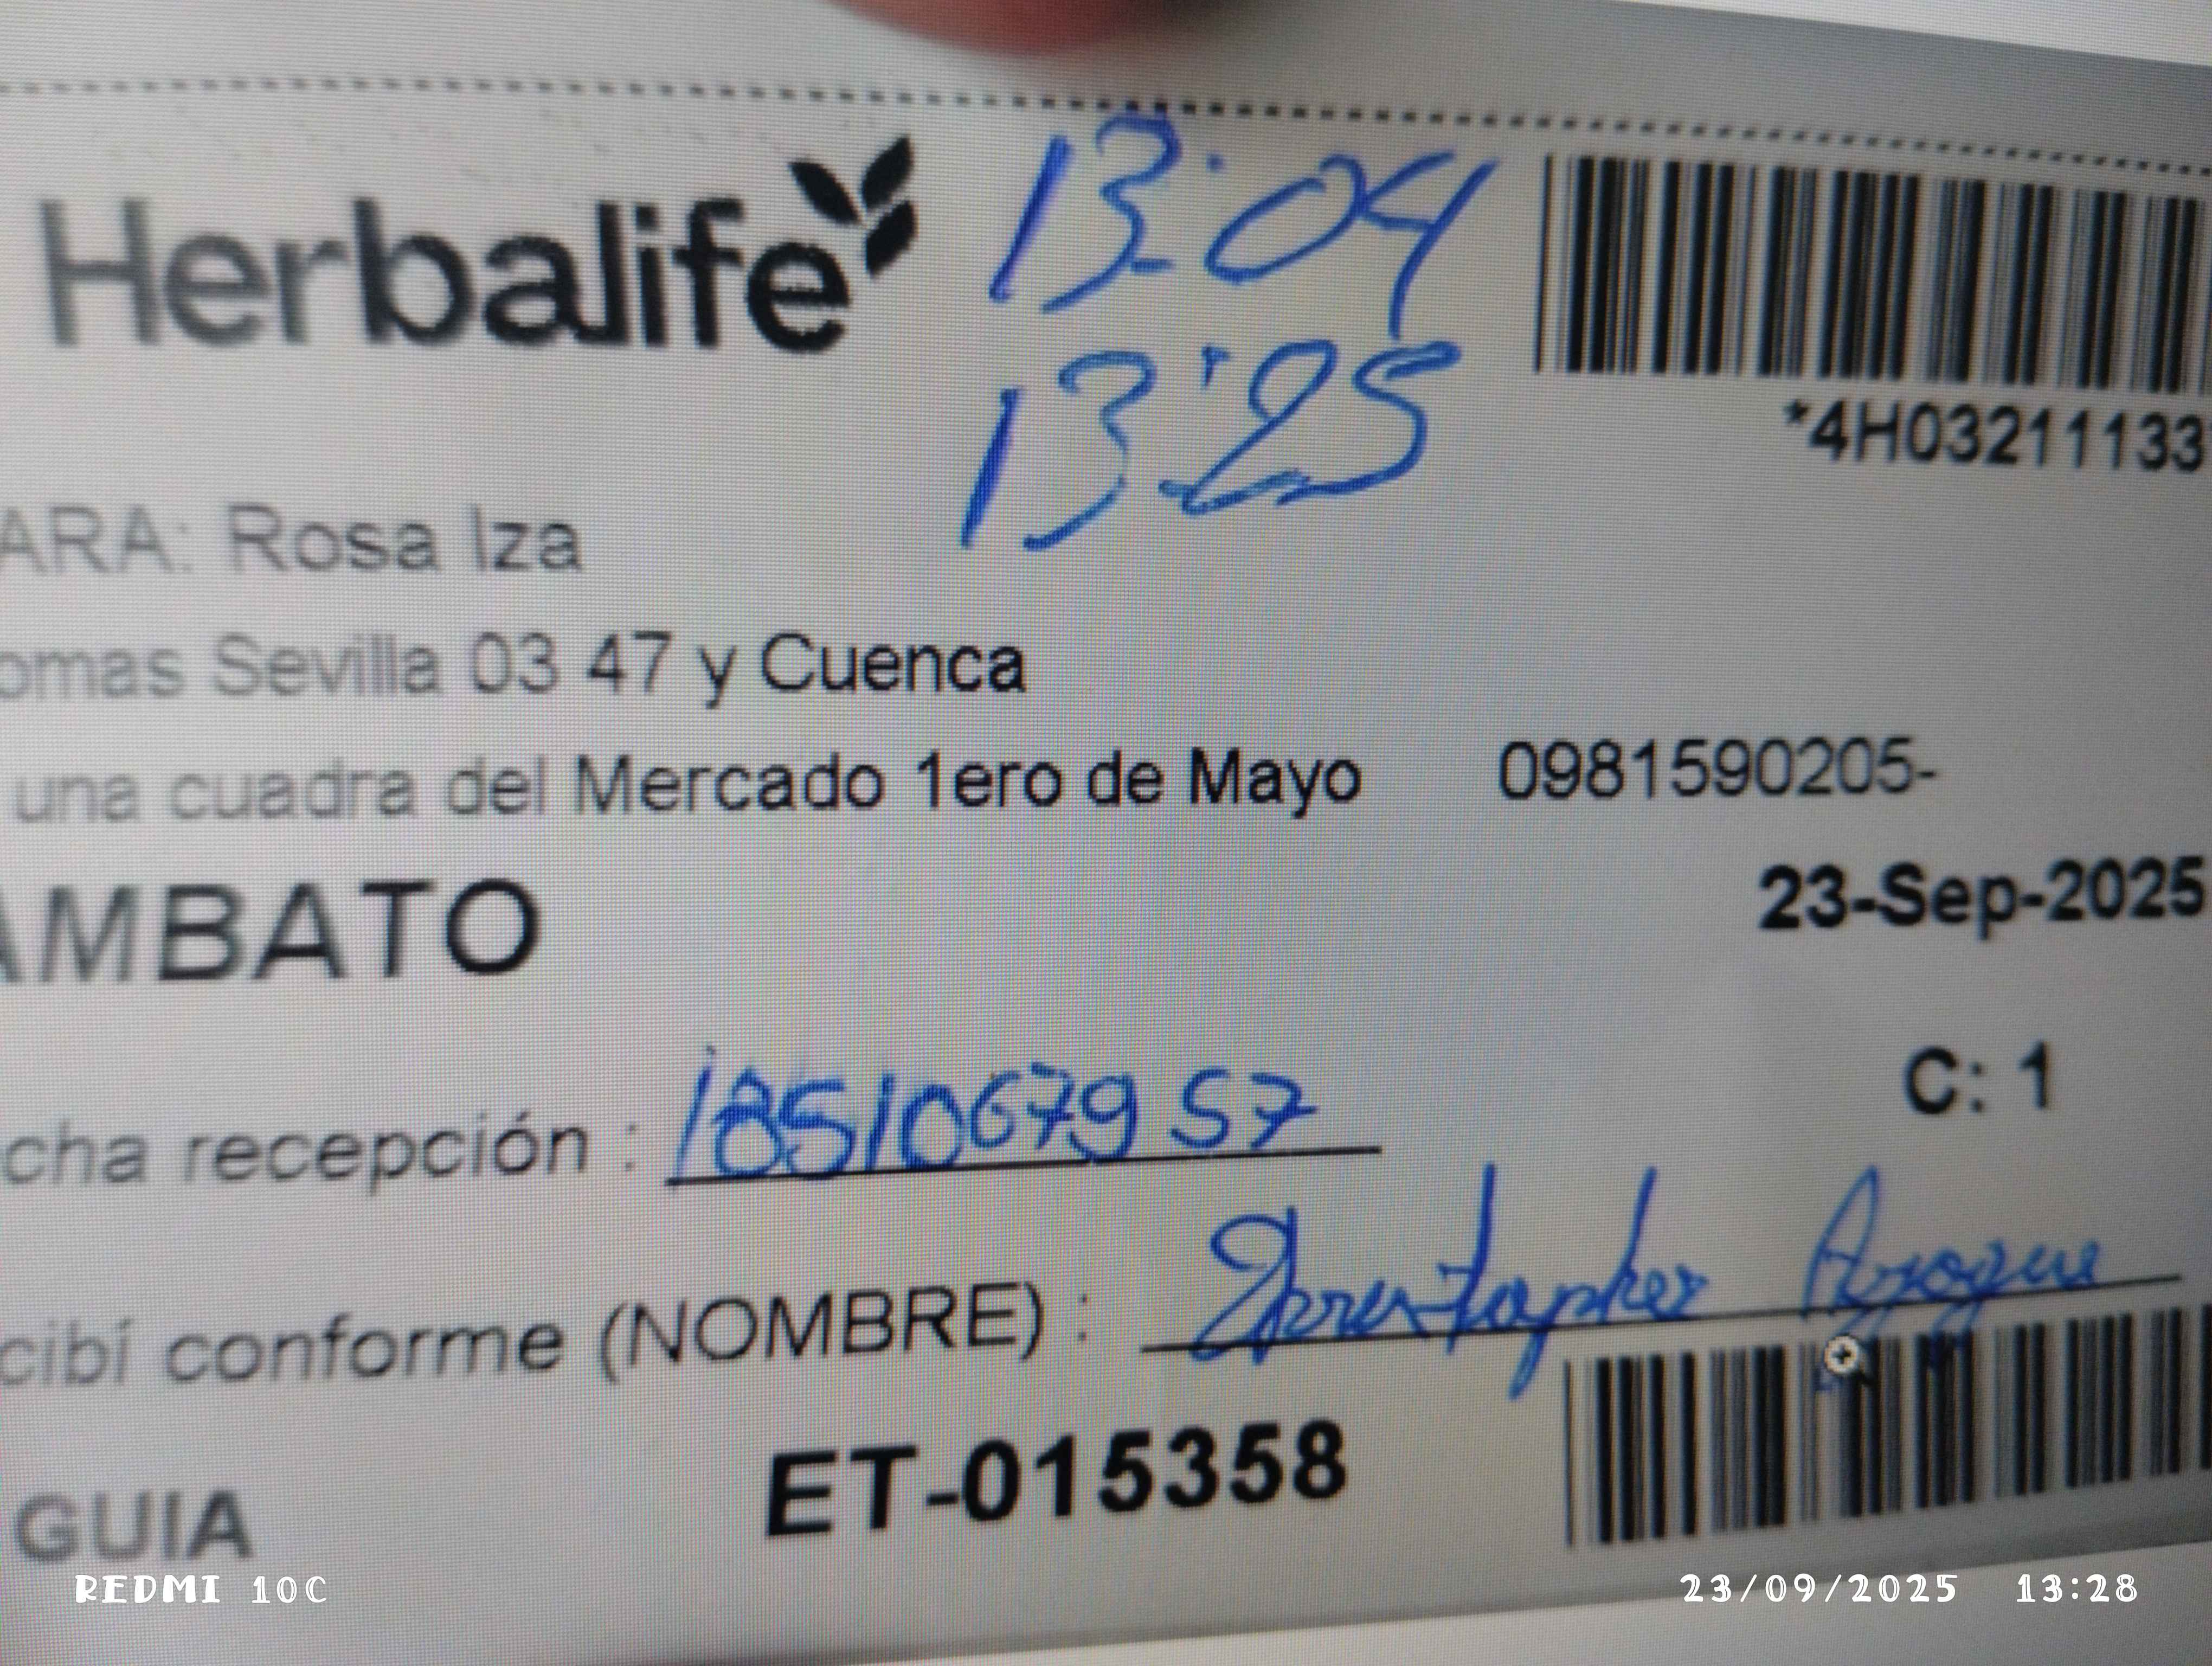 Herbalife
13:04
13:25
*4H03211133
ARA: Rosa Iza
omas Sevilla 03 47 y Cuenca
una cuadra del Mercado 1ero de Mayo 0981590205-
AMBATO
23-Sep-2025
C: 1
cha recepción : 1851067957
cibí conforme (NOMBRE) :
GUIA ET-015358
REDMI 10C
23/09/2025 13:28